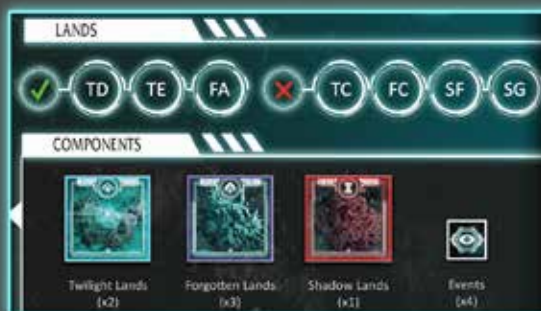 LANDS
TD TE FA TC FC SF SG
COMPONENTS
Twilight Lands Forgotten Lands Shadow Lands Events
(x2) (x3) (x1) (x4)